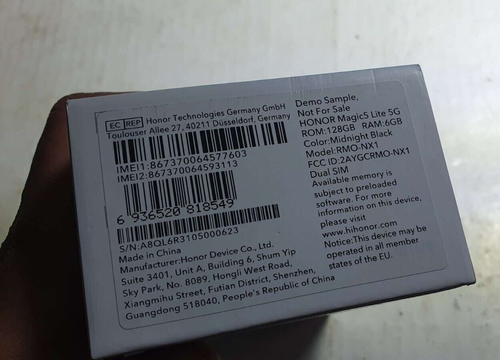 EC REP Honor Technologies Germany GmbH
Toulouser Allee 27, 40211 Düsseldorf, Germany
IMEI1:867370064577603
IMEI2:867370064593113
6 936520 818549
S/N:A8QL6R3105000623
Made in China
Manufacturer:Honor Device Co., Ltd.
Suite 3401, Unit A, Building 6, Shum Yip
Sky Park, No. 8089, Hongli West Road,
Xiangmihu Street, Futian District, Shenzhen,
Guangdong 518040, People's Republic of China
Demo Sample,
Not For Sale
HONOR Magic5 Lite 5G
ROM:128GB RAM:6GB
Color:Midnight Black
Model:RMO-NX1
FCC ID:2AYGCRMO-NX1
Dual SIM
Available memory is
subject to preloaded
software. For more
information on this
device, please
please visit
www.hihonor.com
Notice:This device may be
operated in all member
states of the EU.